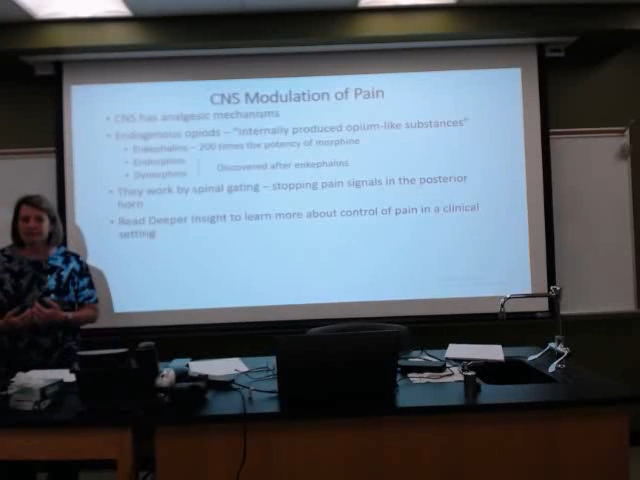 CNS Modulation of Pain
• CNS has analgesic mechanisms
• Endogenous opiods – "internally produced opium-like substances"
• Enkephalins – 200 times the potency of morphine
• Endorphins
• Dynorphins
Discovered after enkephalins
• They work by spinal gating – stopping pain signals in the posterior
horn
• Read Deeper Insight to learn more about control of pain in a clinical
setting